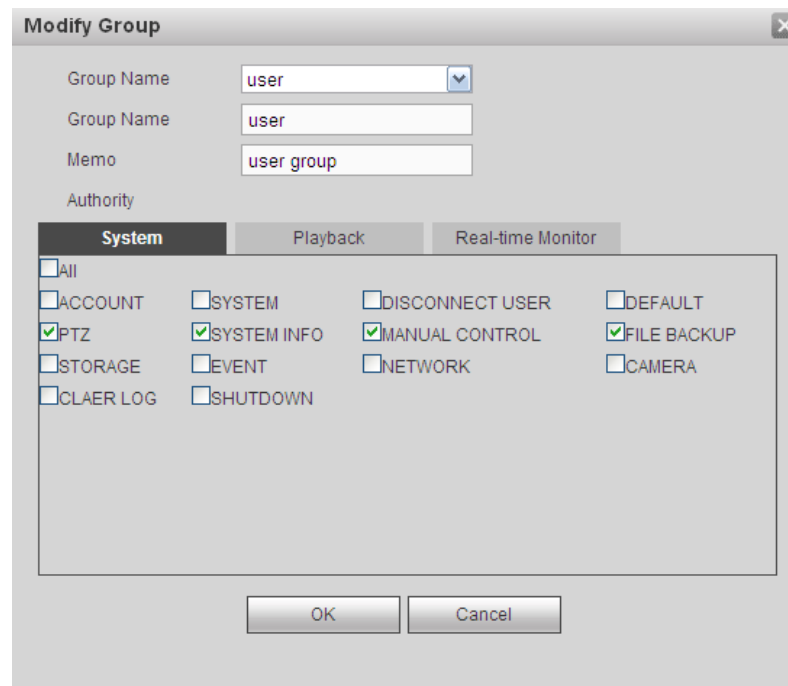 Modify Group
Group Name user
Group Name user
Memo user group
Authority
System Playback Real-time Monitor
All
ACCOUNT SYSTEM DISCONNECT USER DEFAULT
PTZ SYSTEM INFO MANUAL CONTROL FILE BACKUP
STORAGE EVENT NETWORK CAMERA
CLAER LOG SHUTDOWN
OK Cancel